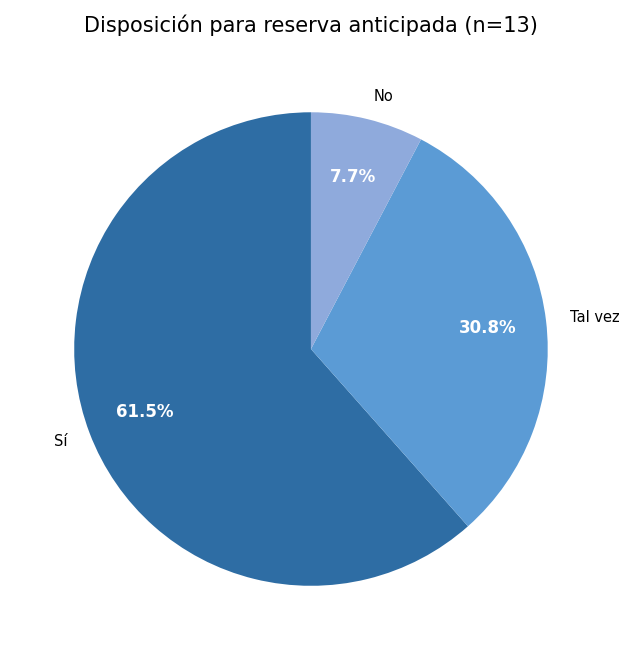 Disposición para reserva anticipada (n=13)
No
7.7%
Tal vez
30.8%
61.5%
Sí